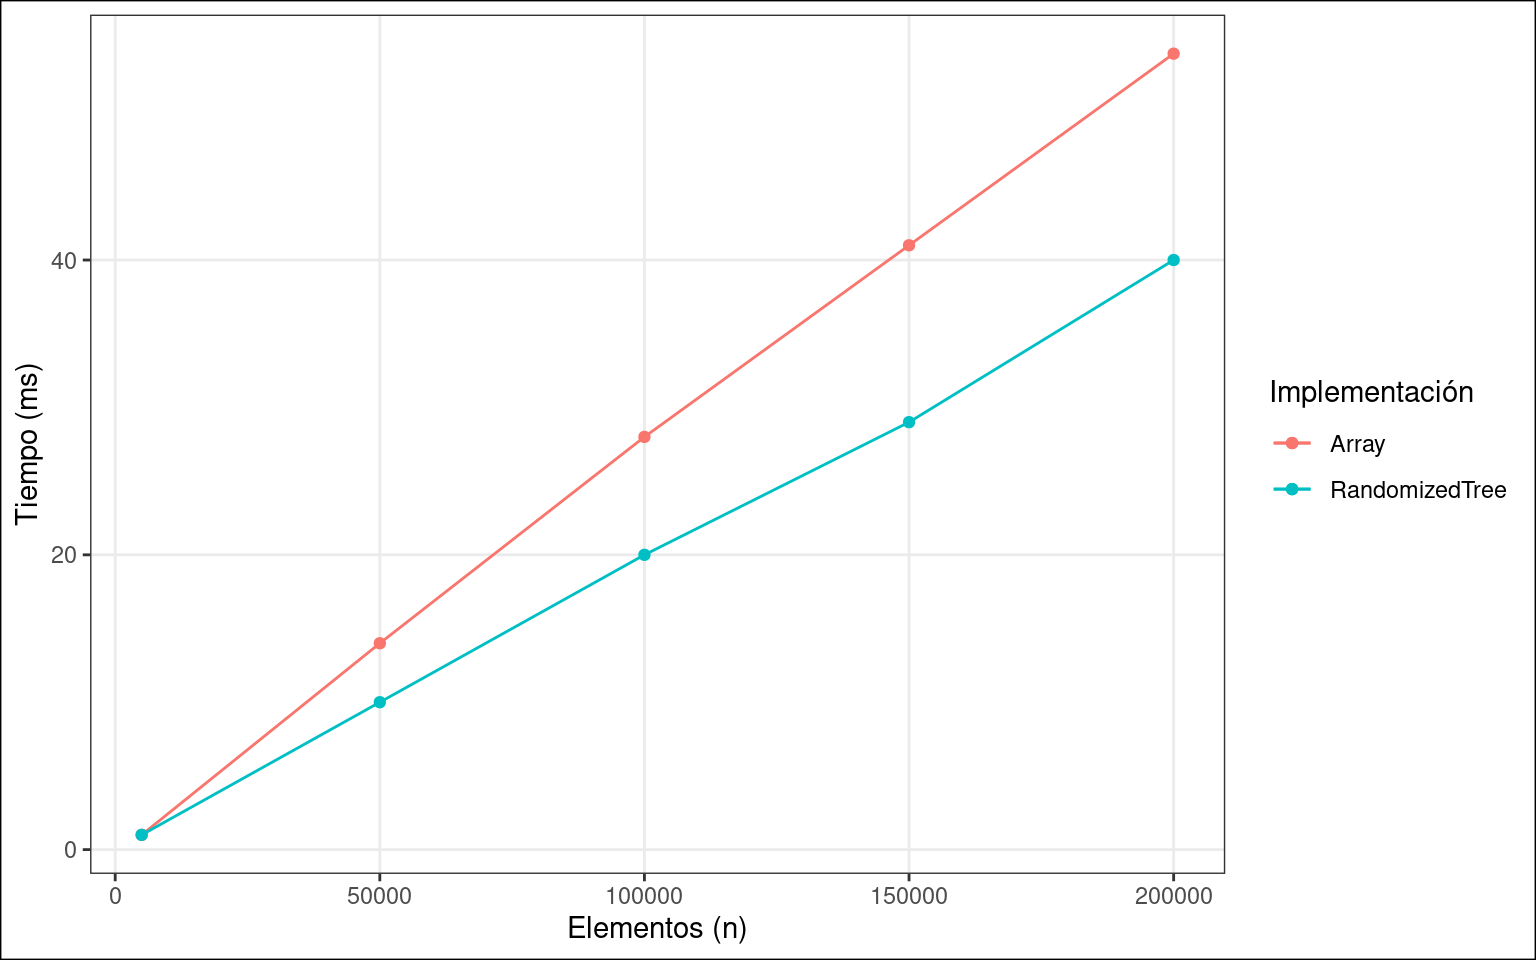 Tiempo (ms)
40
20
0
0 50000 100000 150000 200000
Elementos (n)
Implementación
Array
RandomizedTree